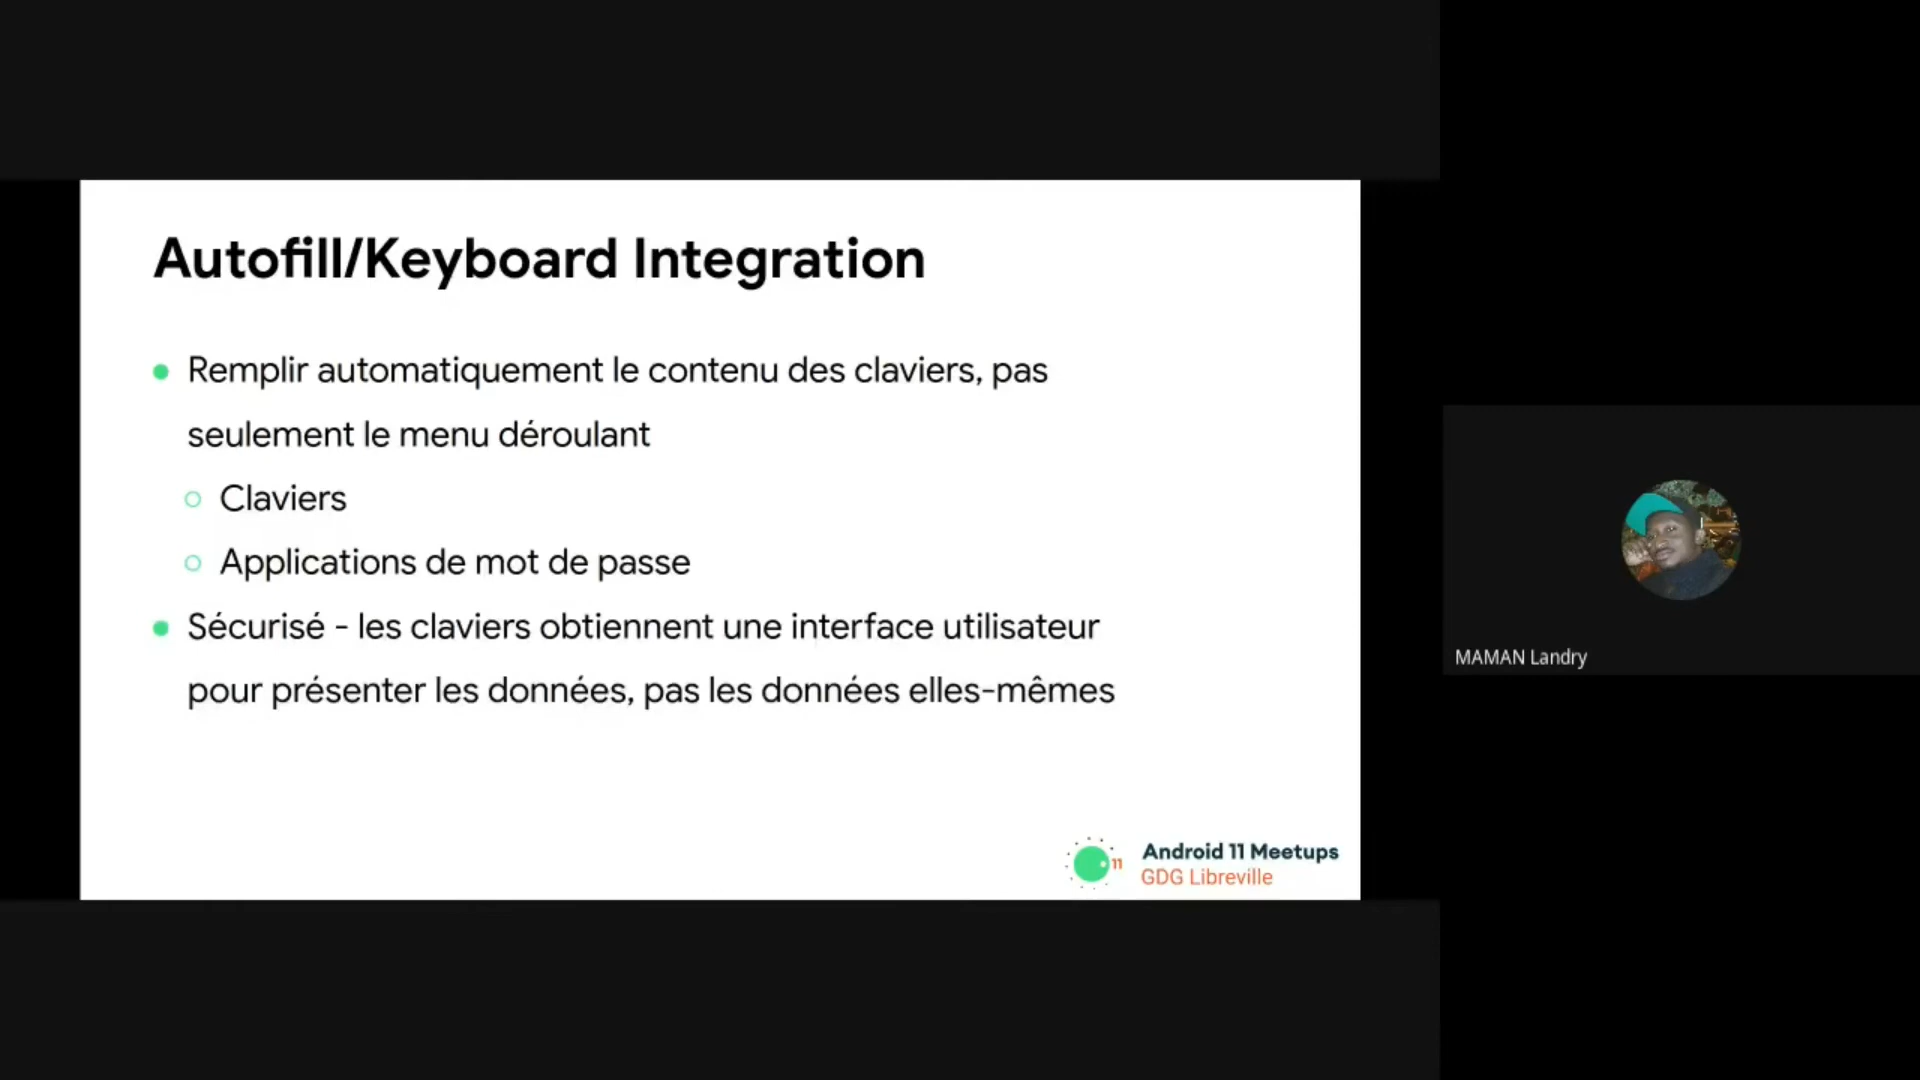 Autofill/Keyboard Integration
Remplir automatiquement le contenu des claviers, pas
seulement le menu déroulant
Claviers
Applications de mot de passe
Sécurisé - les claviers obtiennent une interface utilisateur
pour présenter les données, pas les données elles-mêmes
11
Android 11 Meetups
GDG Libreville
MAMAN Landry